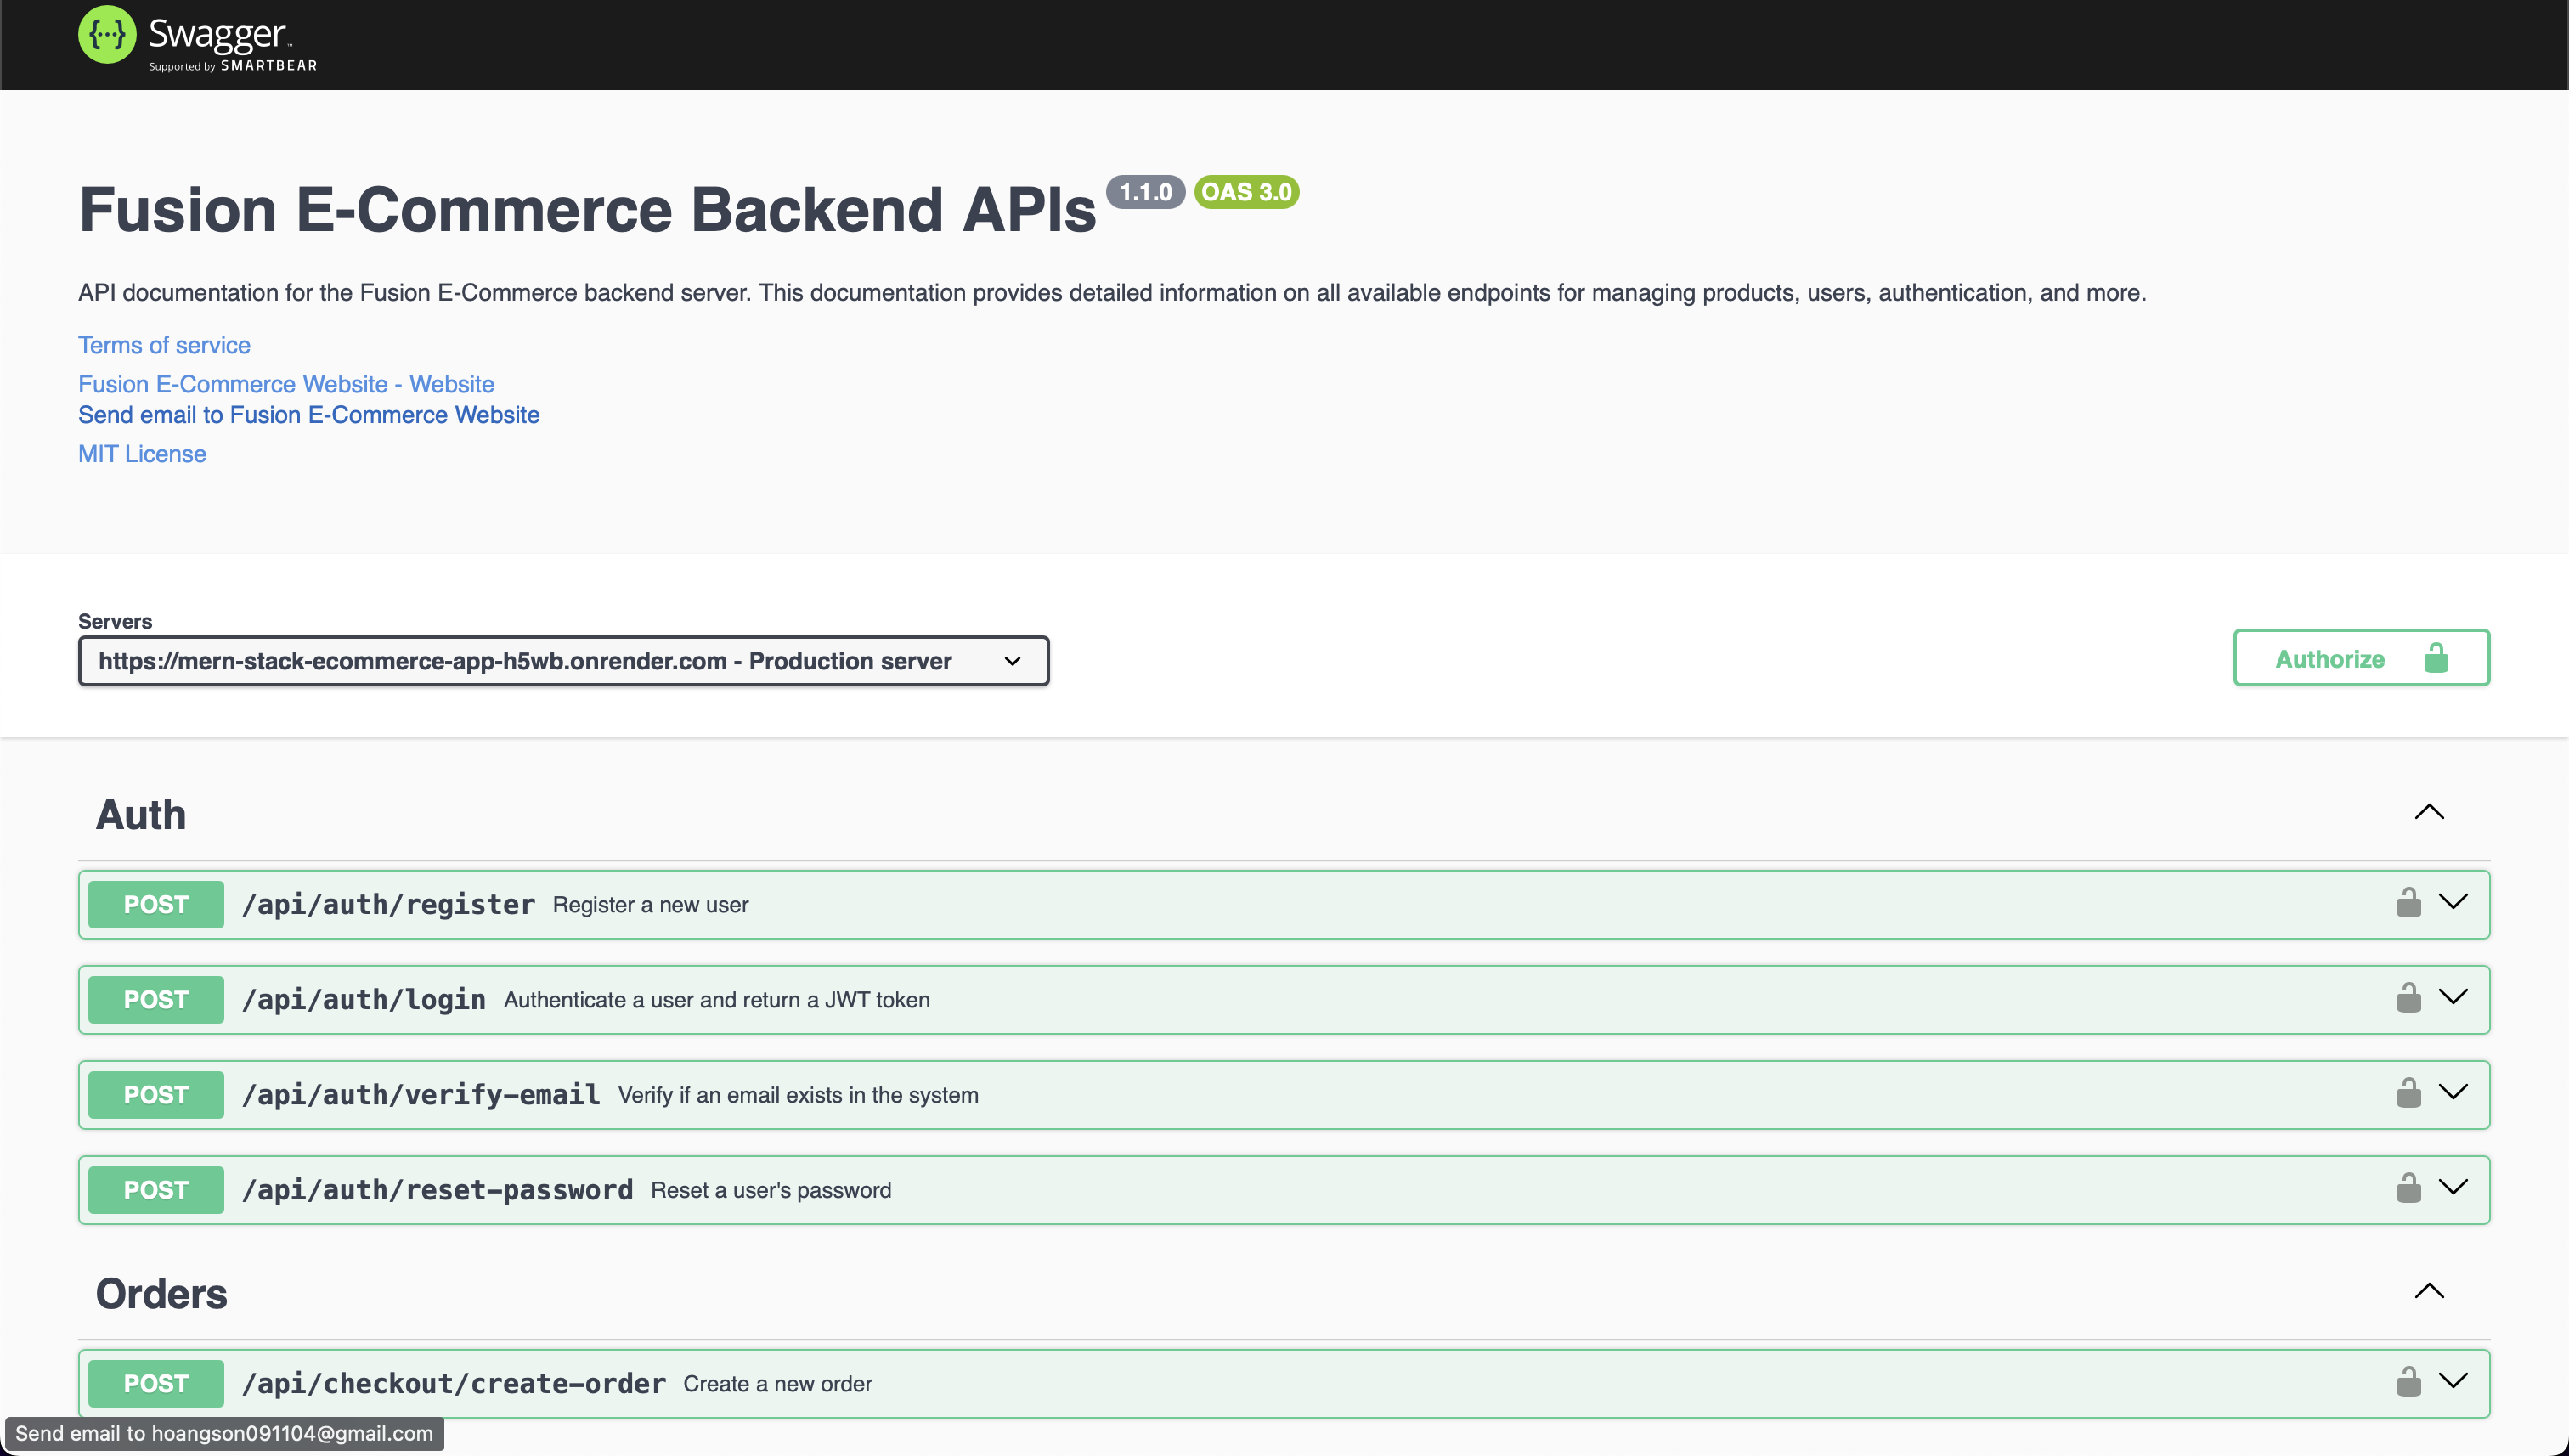 {...} Swagger™
Supported by SMARTBEAR
Fusion E-Commerce Backend APIs 1.1.0 OAS 3.0
API documentation for the Fusion E-Commerce backend server. This documentation provides detailed information on all available endpoints for managing products, users, authentication, and more.
Terms of service
Fusion E-Commerce Website - Website
Send email to Fusion E-Commerce Website
MIT License
Servers
https://mern-stack-ecommerce-app-h5wb.onrender.com - Production server
Authorize
Auth
POST /api/auth/register Register a new user
POST /api/auth/login Authenticate a user and return a JWT token
POST /api/auth/verify-email Verify if an email exists in the system
POST /api/auth/reset-password Reset a user's password
Orders
POST /api/checkout/create-order Create a new order
Send email to hoangson091104@gmail.com